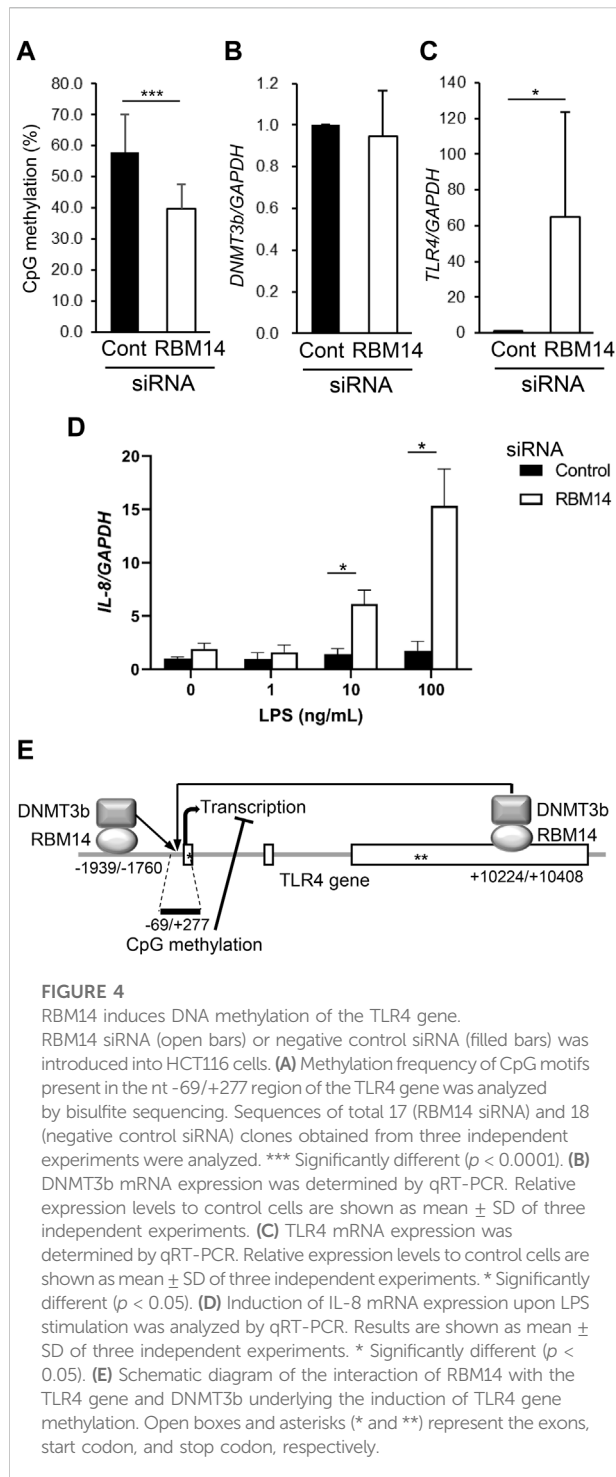 A
CpG methylation (%)
80.0
70.0
60.0
50.0
40.0
30.0
20.0
10.0
0.0
***
Cont RBM14
siRNA
B
DNMT3b/GAPDH
1.2
1.0
0.8
0.6
0.4
0.2
0.0
Cont RBM14
siRNA
C
TLR4/GAPDH
140
120
100
80
60
40
20
0
*
Cont RBM14
siRNA
D
IL-8/GAPDH
20
15
10
5
0
*
*
0 1 10 100
LPS (ng/mL)
siRNA
Control
RBM14
E
DNMT3b
RBM14
-1939/-1760
Transcription
*
-69/+277
CpG methylation
TLR4 gene
**
DNMT3b
RBM14
+10224/+10408
FIGURE 4
RBM14 induces DNA methylation of the TLR4 gene.
RBM14 siRNA (open bars) or negative control siRNA (filled bars) was
introduced into HCT116 cells. (A) Methylation frequency of CpG motifs
present in the nt -69/+277 region of the TLR4 gene was analyzed
by bisulfite sequencing. Sequences of total 17 (RBM14 siRNA) and 18
(negative control siRNA) clones obtained from three independent
experiments were analyzed. *** Significantly different (p < 0.0001). (B)
DNMT3b mRNA expression was determined by qRT-PCR. Relative
expression levels to control cells are shown as mean ± SD of three
independent experiments. (C) TLR4 mRNA expression was
determined by qRT-PCR. Relative expression levels to control cells are
shown as mean ± SD of three independent experiments. * Significantly
different (p < 0.05). (D) Induction of IL-8 mRNA expression upon LPS
stimulation was analyzed by qRT-PCR. Results are shown as mean ±
SD of three independent experiments. * Significantly different (p <
0.05). (E) Schematic diagram of the interaction of RBM14 with the
TLR4 gene and DNMT3b underlying the induction of TLR4 gene
methylation. Open boxes and asterisks (* and **) represent the exons,
start codon, and stop codon, respectively.